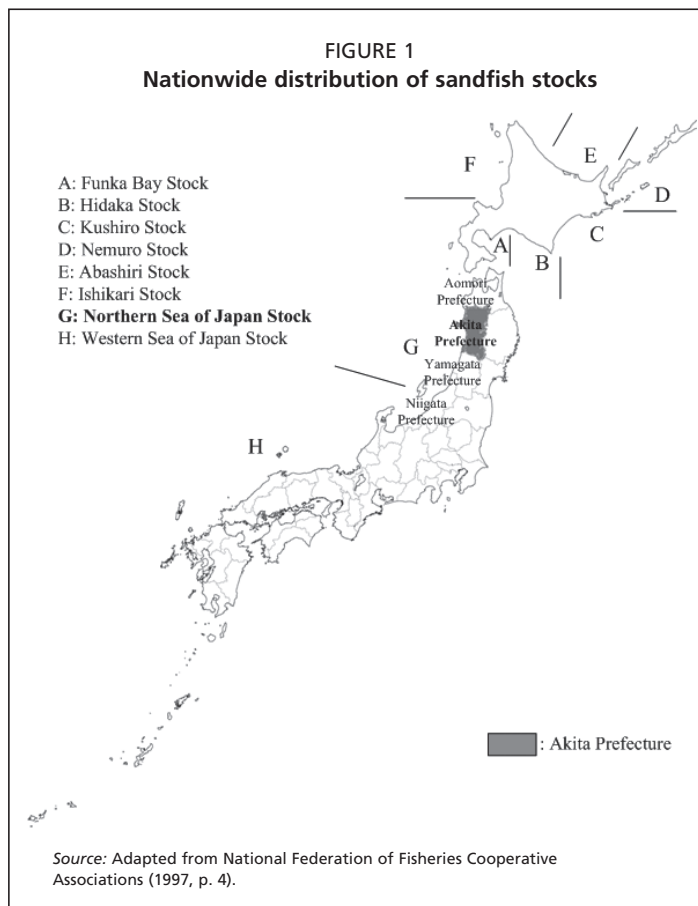 FIGURE 1
Nationwide distribution of sandfish stocks
A: Funka Bay Stock
B: Hidaka Stock
C: Kushiro Stock
D: Nemuro Stock
E: Abashiri Stock
F: Ishikari Stock
G: Northern Sea of Japan Stock
H: Western Sea of Japan Stock
F
E
D
C
A
B
Aomori
Prefecture
Akita
Prefecture
G
Yamagata
Prefecture
Niigata
Prefecture
H
: Akita Prefecture
Source: Adapted from National Federation of Fisheries Cooperative
Associations (1997, p. 4).